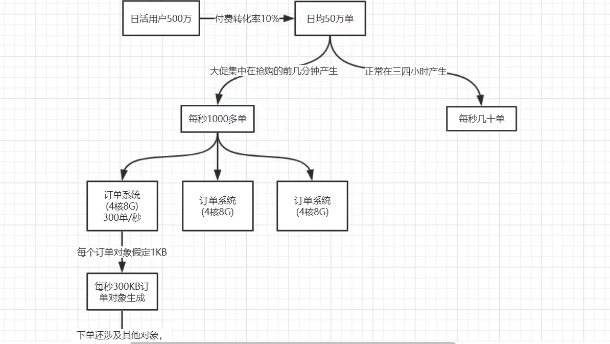 日活用户500万
付费转化率10%
日均50万单
大促集中在抢购的前几分钟产生
正常在三四小时产生
每秒1000多单
每秒几十单
订单系统
(4核8G)
300单/秒
订单系统
(4核8G)
订单系统
(4核8G)
每个订单对象假定1KB
每秒300KB订
单对象生成
下单还涉及其他对象，